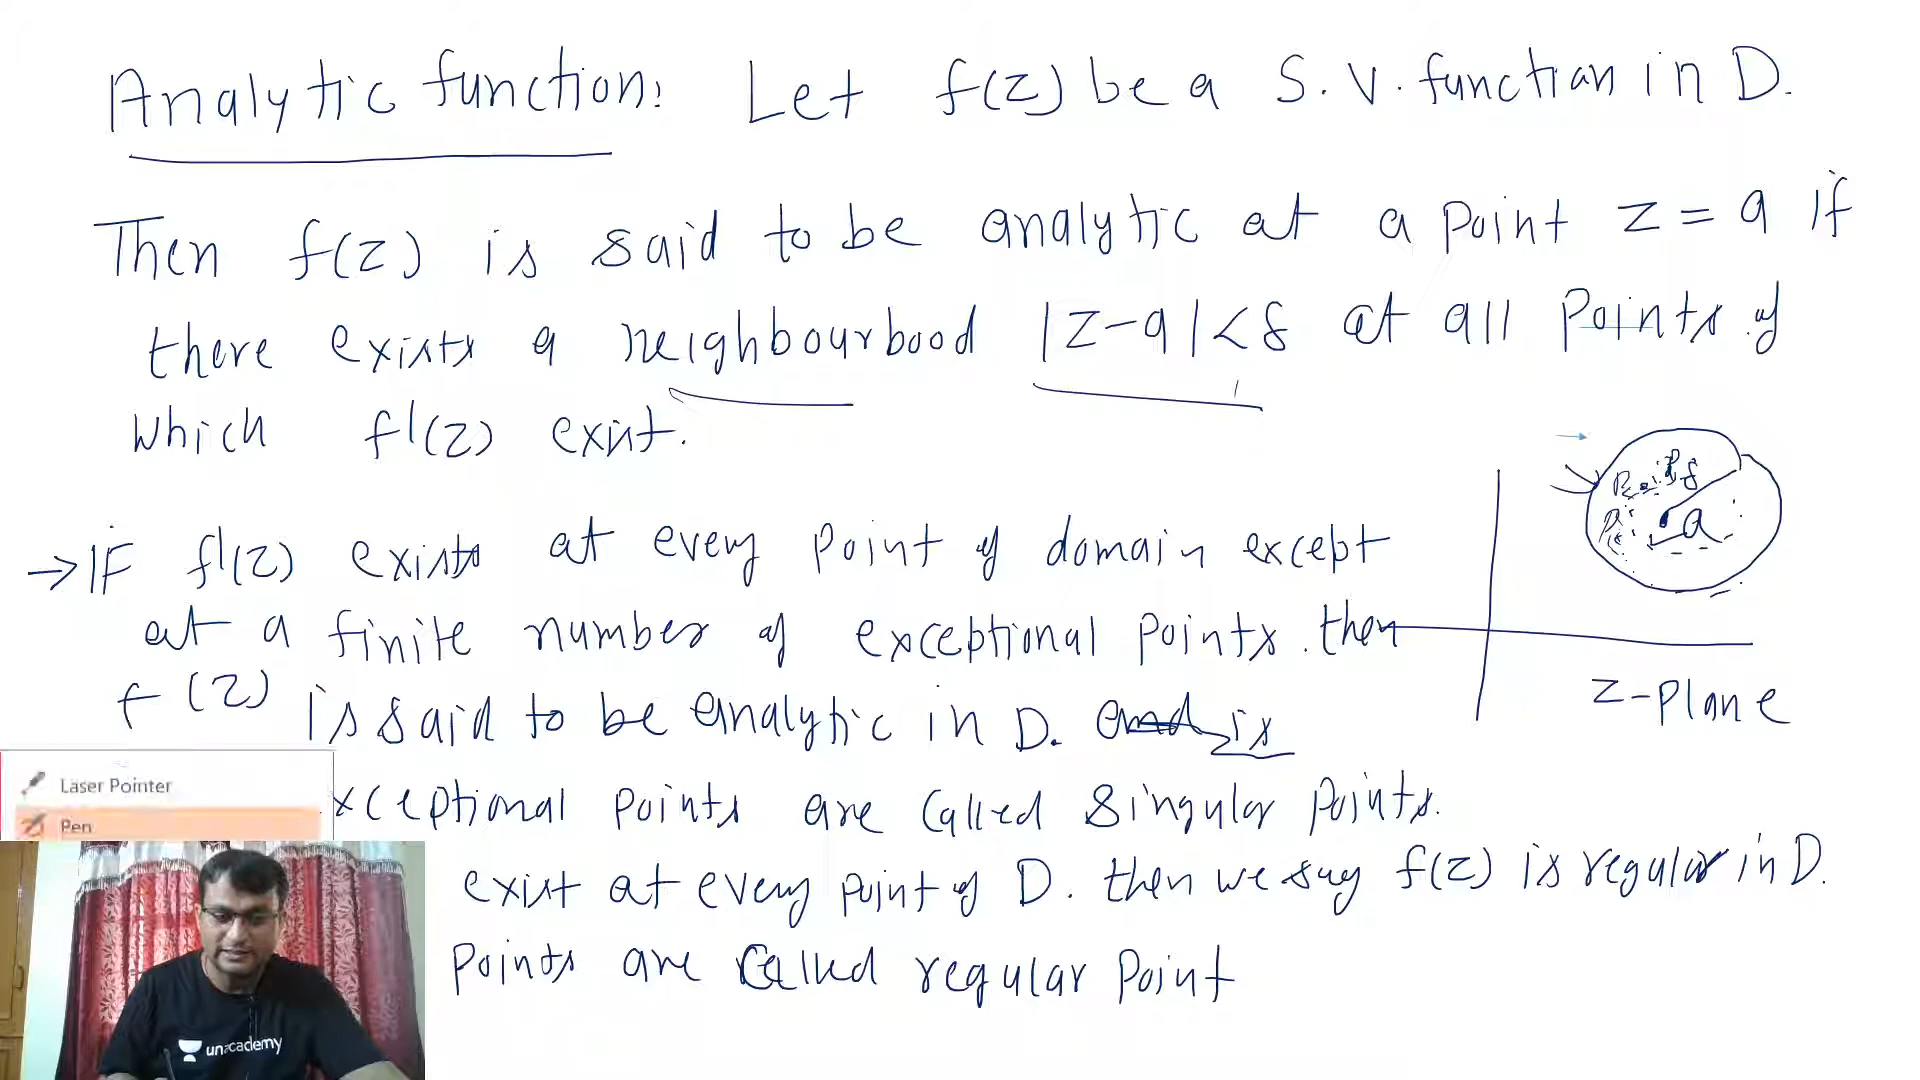 Analytic function: Let f(z) be a S.V. function in D.
Then f(z) is said to be analytic at a point z = a if
there exists a neighbourhood |z-a|<δ at all points of
which f'(z) exist.
δ
a
→ If f'(z) exists at every point of domain except
at a finite number of exceptional points. then
f(z) is said to be analytic in D.
z-plane
xceptional points are called singular points.
exist at every point of D. then we say f(z) is regular in D.
points are called regular point
Laser Pointer
Pen
unacademy